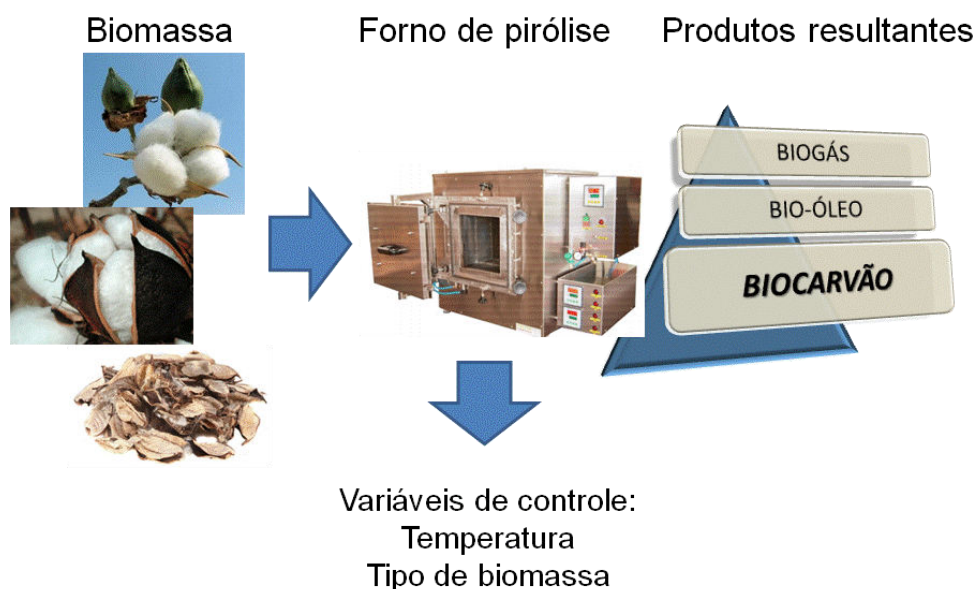 Biomassa
Forno de pirólise
Produtos resultantes
BIOGÁS
BIO-ÓLEO
BIOCARVÃO
Variáveis de controle:
Temperatura
Tipo de biomassa